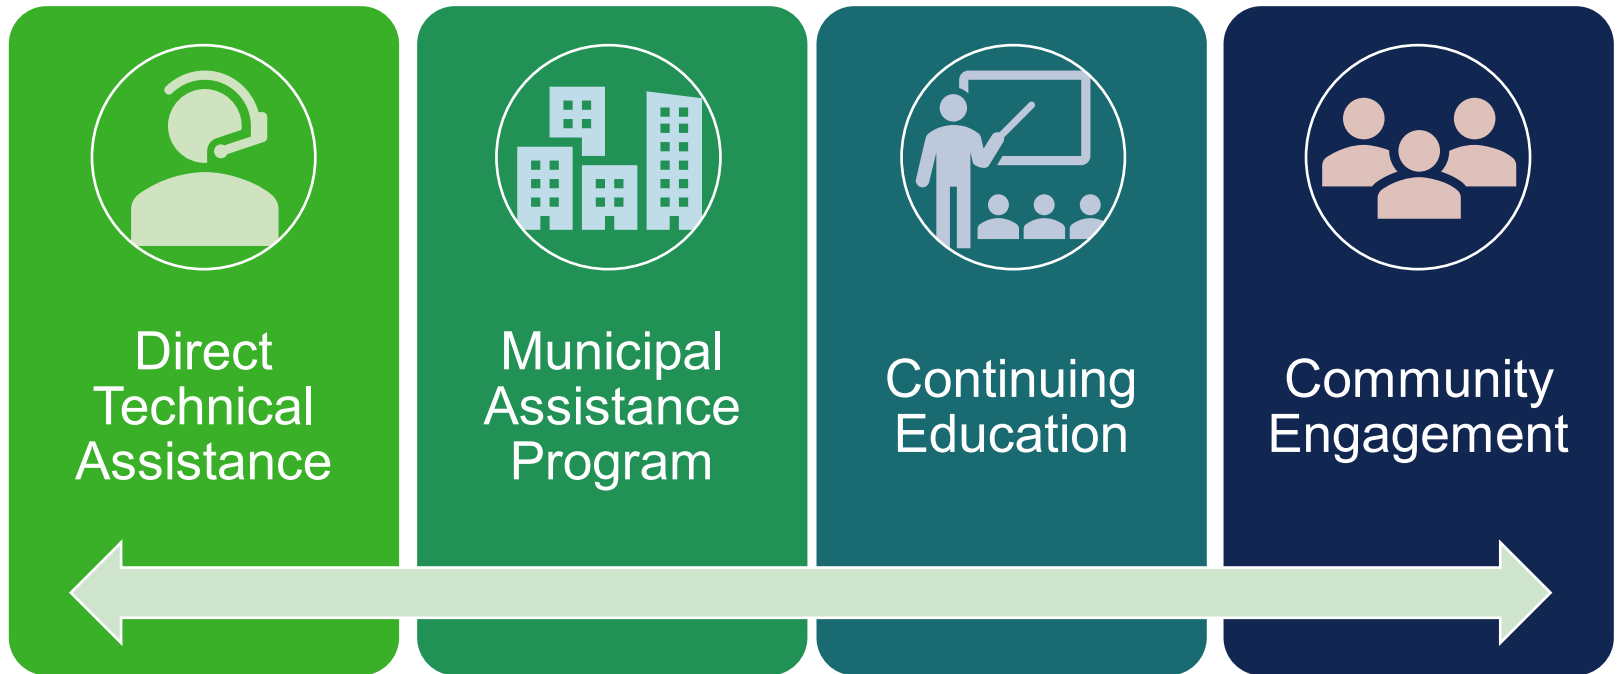 Direct
Technical
Assistance
Municipal
Assistance
Program
Continuing
Education
Community
Engagement